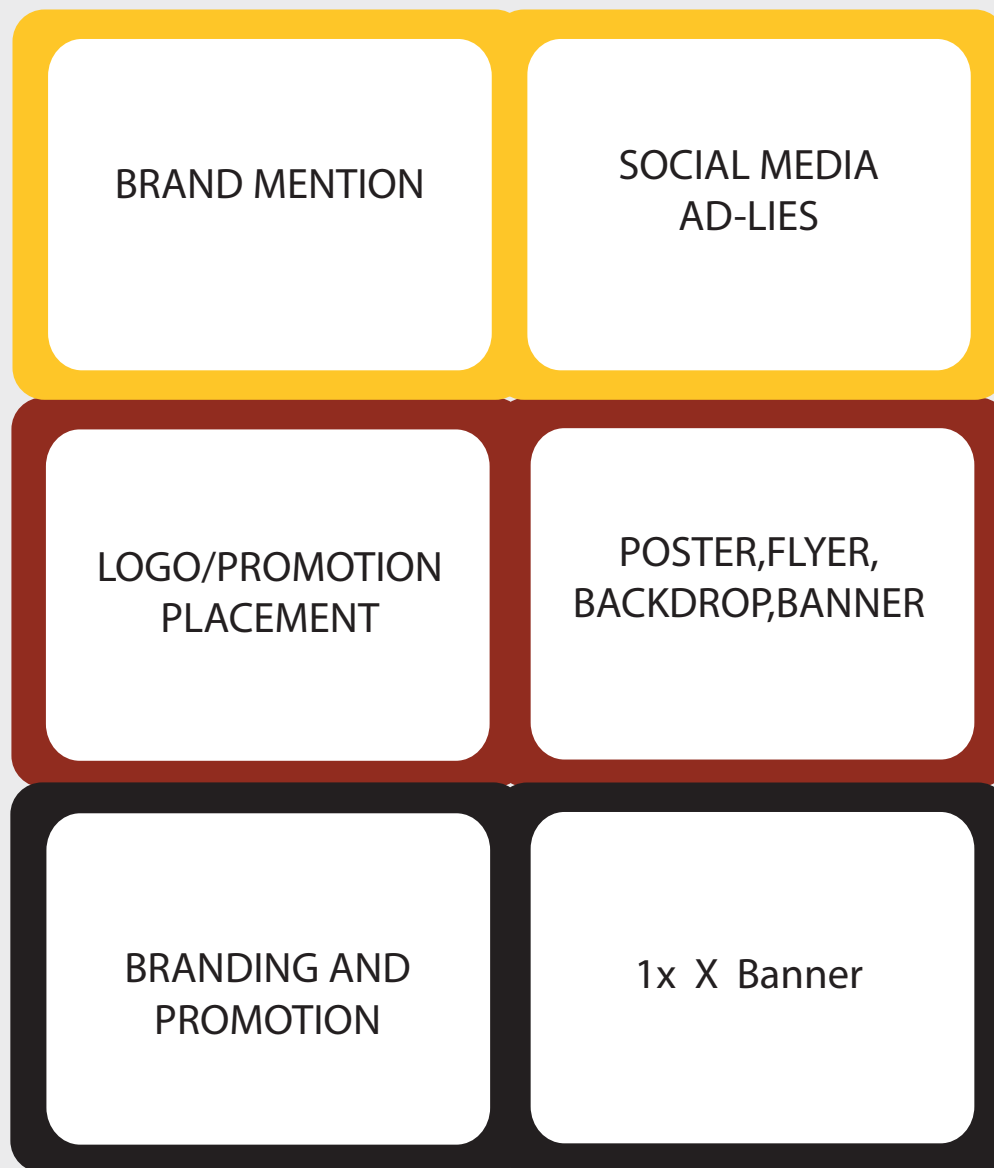 BRAND MENTION
SOCIAL MEDIA
AD-LIES
LOGO/PROMOTION
PLACEMENT
POSTER,FLYER,
BACKDROP,BANNER
BRANDING AND
PROMOTION
1x X Banner